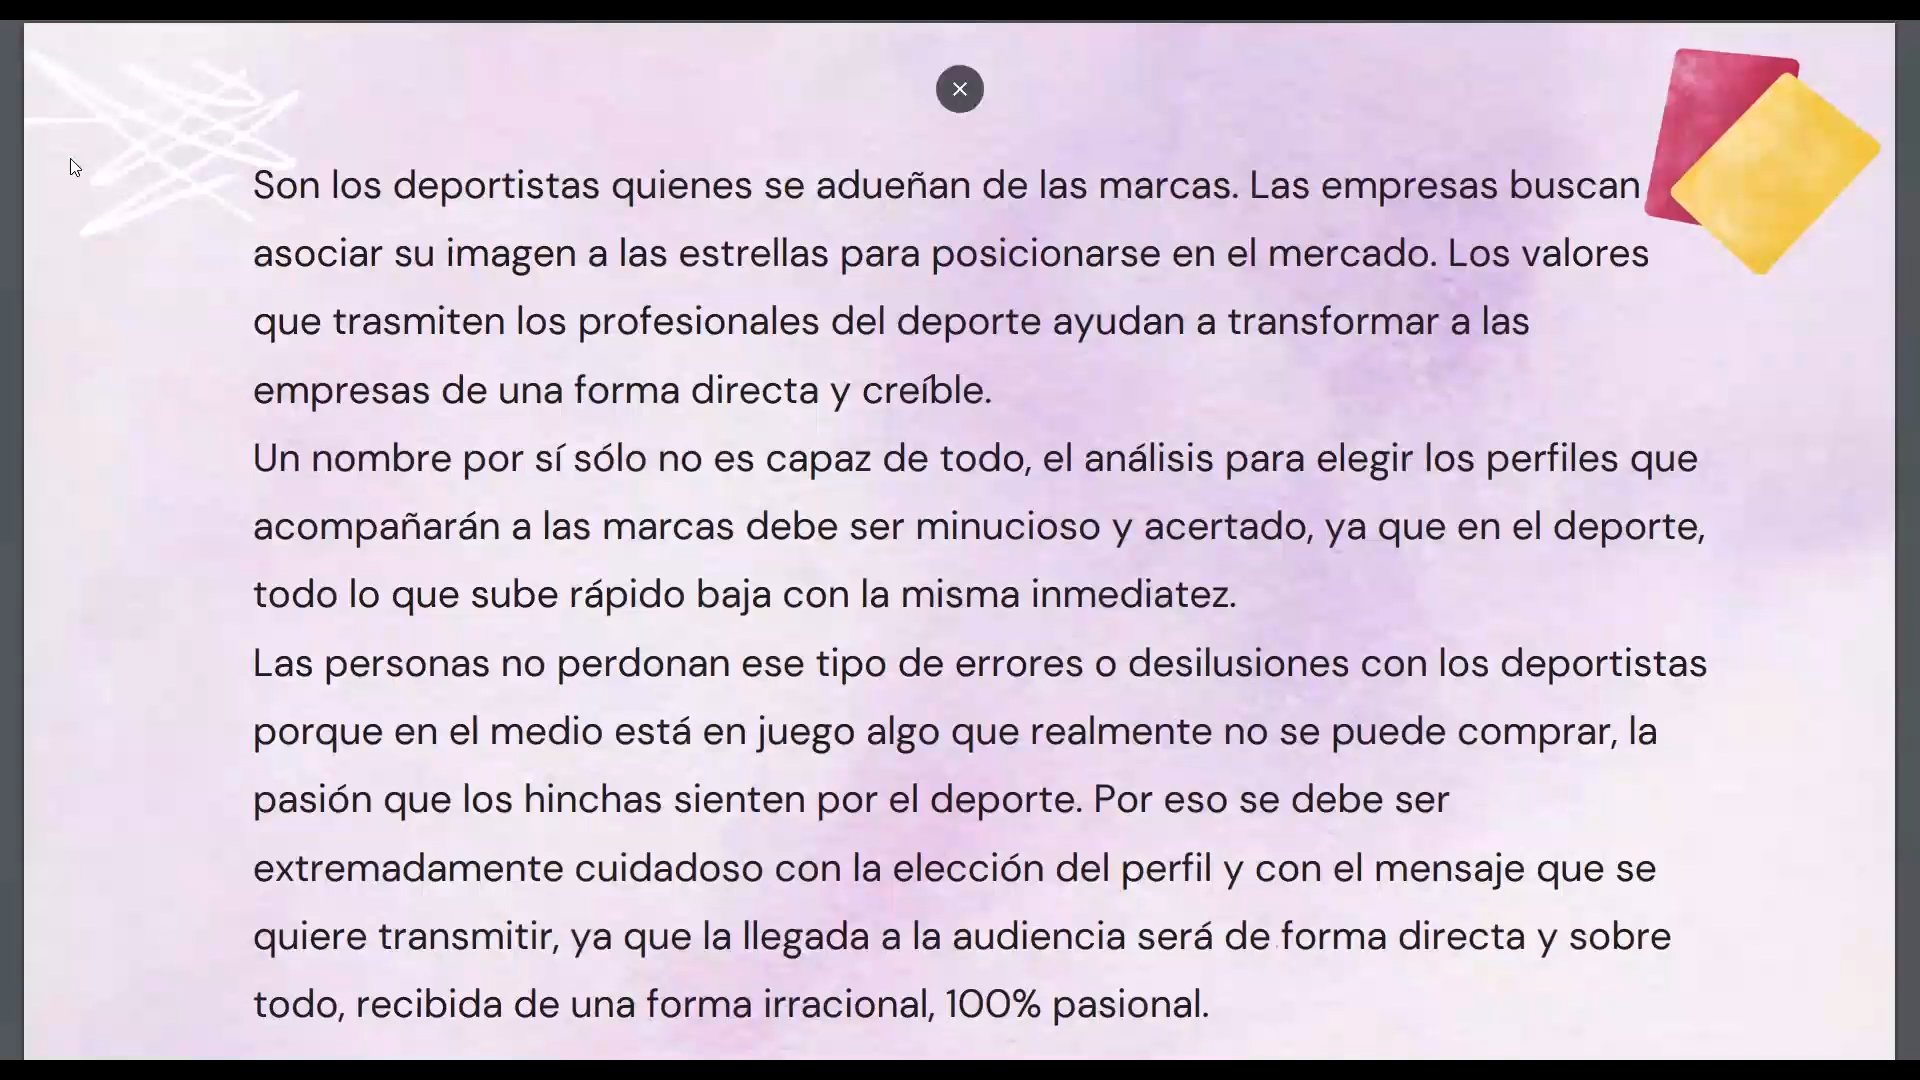 Son los deportistas quienes se adueñan de las marcas. Las empresas buscan
asociar su imagen a las estrellas para posicionarse en el mercado. Los valores
que trasmiten los profesionales del deporte ayudan a transformar a las
empresas de una forma directa y creíble.
Un nombre por sí sólo no es capaz de todo, el análisis para elegir los perfiles que
acompañarán a las marcas debe ser minucioso y acertado, ya que en el deporte,
todo lo que sube rápido baja con la misma inmediatez.
Las personas no perdonan ese tipo de errores o desilusiones con los deportistas
porque en el medio está en juego algo que realmente no se puede comprar, la
pasión que los hinchas sienten por el deporte. Por eso se debe ser
extremadamente cuidadoso con la elección del perfil y con el mensaje que se
quiere transmitir, ya que la llegada a la audiencia será de forma directa y sobre
todo, recibida de una forma irracional, 100% pasional.